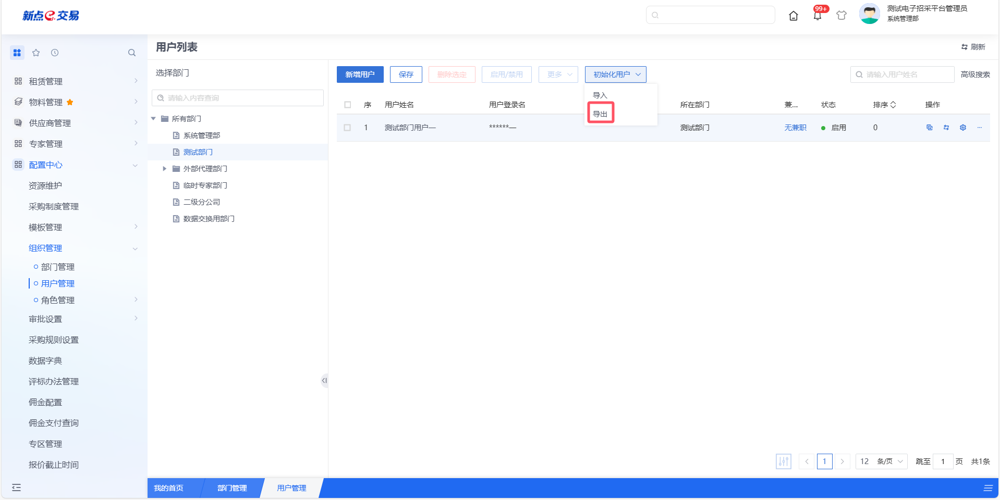 新点e交易
99+
测试电子招采平台管理员
系统管理部
用户列表
刷新
租赁管理
物料管理
供应商管理
专家管理
配置中心
资源维护
采购制度管理
模板管理
组织管理
部门管理
用户管理
角色管理
审批设置
采购规则设置
数据字典
评标办法管理
佣金配置
佣金支付查询
专区管理
报价截止时间
选择部门
请输入内容查询
所有部门
系统管理部
测试部门
外部代理部门
临时专家部门
二级分公司
数据交换用部门
新增用户 保存 删除选定 启用/禁用 更多 初始化用户 请输入用户姓名 高级搜索
导入
导出
序 用户姓名 用户登录名 所在部门 兼... 状态 排序 操作
1 测试部门用户一 ******一 测试部门 无兼职 启用 0 ...
1 12 条/页 跳至 1 页 共1条
我的首页 部门管理 用户管理